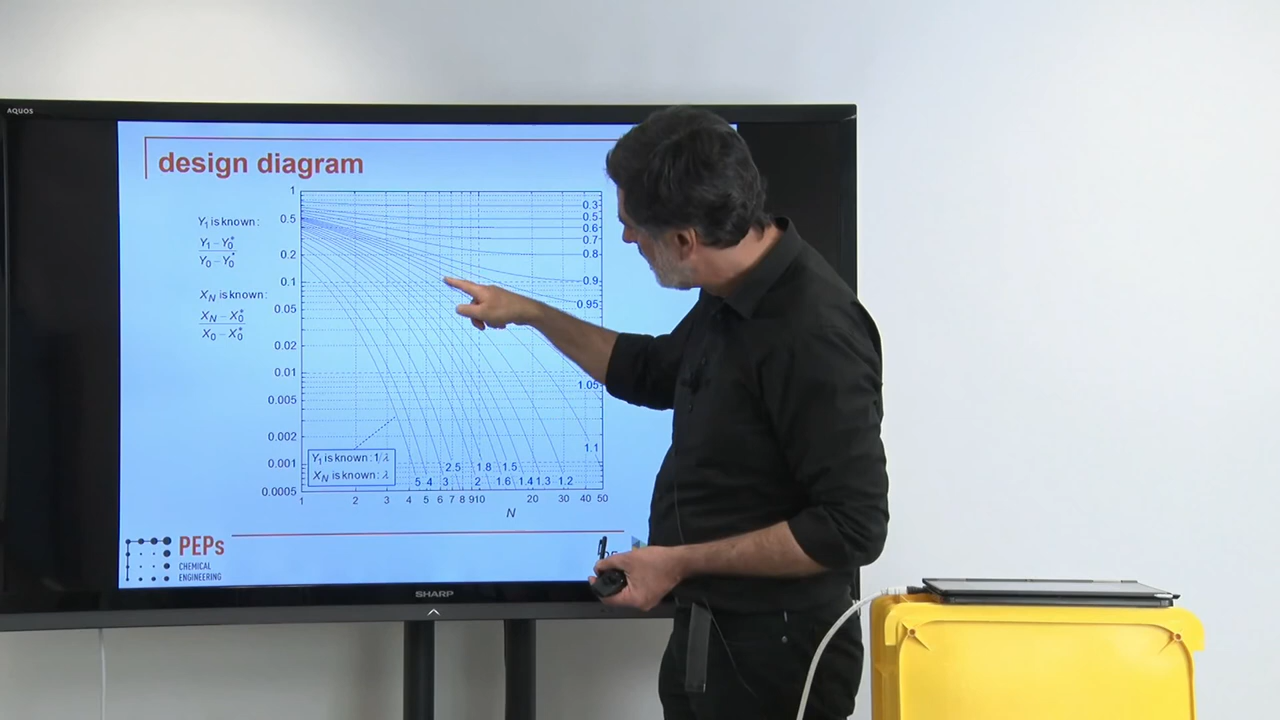 AQUOS
design diagram
Y₁ is known:
Y₁ – Y₀*
Y₀ – Y₀*
X_N is known:
X_N – X₀*
X₀ – X₀*
1
0.5
0.2
0.1
0.05
0.02
0.01
0.005
0.002
0.001
0.0005
0.3
0.5
0.6
0.7
0.8
0.9
0.95
1.05
1.1
2.5 1.8 1.5
5 4 3 2 1.6 1.4 1.3 1.2
Y₁ is known: 1/λ
X_N is known: λ
1 2 3 4 5 6 7 8 9 10 20 30 40 50
N
PEPs
CHEMICAL
ENGINEERING
SHARP